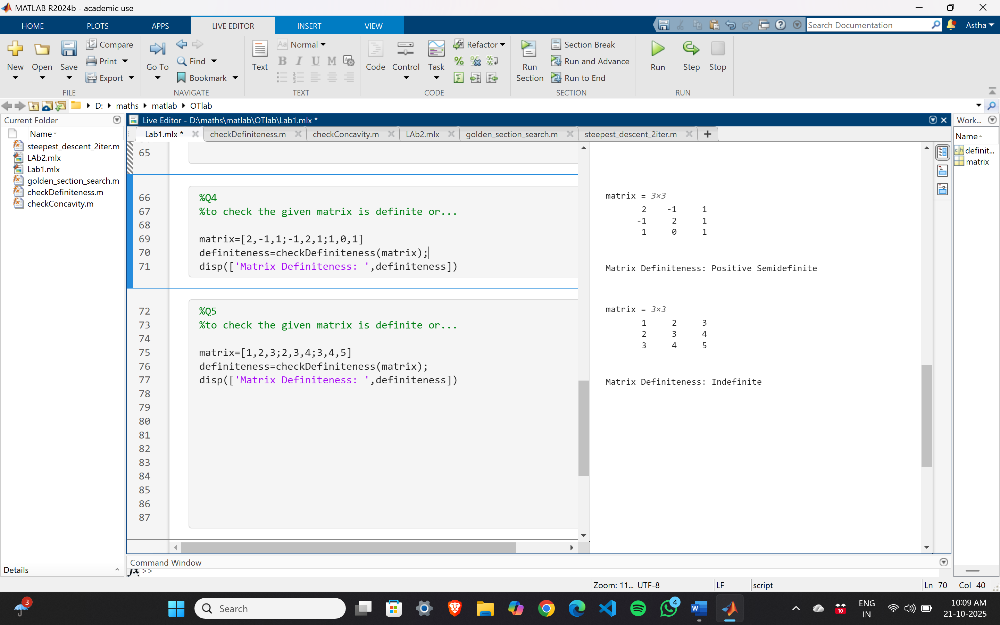 MATLAB R2024b - academic use
HOME PLOTS APPS LIVE EDITOR INSERT VIEW Search Documentation Astha
New Open Save Compare Print Export FILE
Go To Find Bookmark NAVIGATE
Text Aa Normal B I U M TEXT
Code Control Task Refactor CODE
Run Section Section Break Run and Advance Run to End SECTION
Run Step Stop RUN
D: maths matlab OTlab
Current Folder
Name
steepest_descent_2iter.m
LAb2.mlx
Lab1.mlx
golden_section_search.m
checkDefiniteness.m
checkConcavity.m
Details
Live Editor - D:\maths\matlab\OTlab\Lab1.mlx *
Lab1.mlx * checkDefiniteness.m checkConcavity.m LAb2.mlx golden_section_search.m steepest_descent_2iter.m +
65
66 %Q4
67 %to check the given matrix is definite or...
68
69 matrix=[2,-1,1;-1,2,1;1,0,1]
70 definiteness=checkDefiniteness(matrix);
71 disp(['Matrix Definiteness: ',definiteness])
72 %Q5
73 %to check the given matrix is definite or...
74
75 matrix=[1,2,3;2,3,4;3,4,5]
76 definiteness=checkDefiniteness(matrix);
77 disp(['Matrix Definiteness: ',definiteness])
78
79
80
81
82
83
84
85
86
87
matrix = 3×3
2 -1 1
-1 2 1
1 0 1
Matrix Definiteness: Positive Semidefinite
matrix = 3×3
1 2 3
2 3 4
3 4 5
Matrix Definiteness: Indefinite
Work...
Name
definit...
matrix
Command Window
fx >>
Zoom: 11... UTF-8 LF script Ln 70 Col 40
3 Search 4 10 ENG IN 10:09 AM
21-10-2025